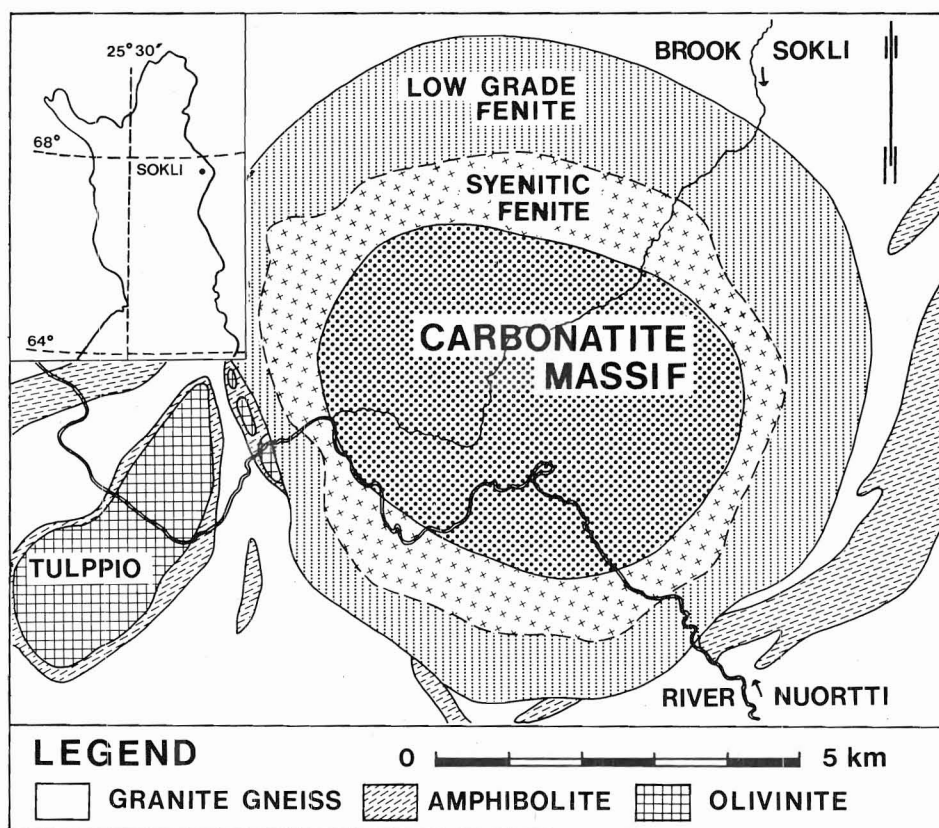 25° 30´
68°
SOKLI
64°
BROOK SOKLI
LOW GRADE
FENITE
SYENITIC
FENITE
CARBONATITE
MASSIF
TULPPIO
RIVER NUORTTI
LEGEND
0 5 km
GRANITE GNEISS AMPHIBOLITE OLIVINITE